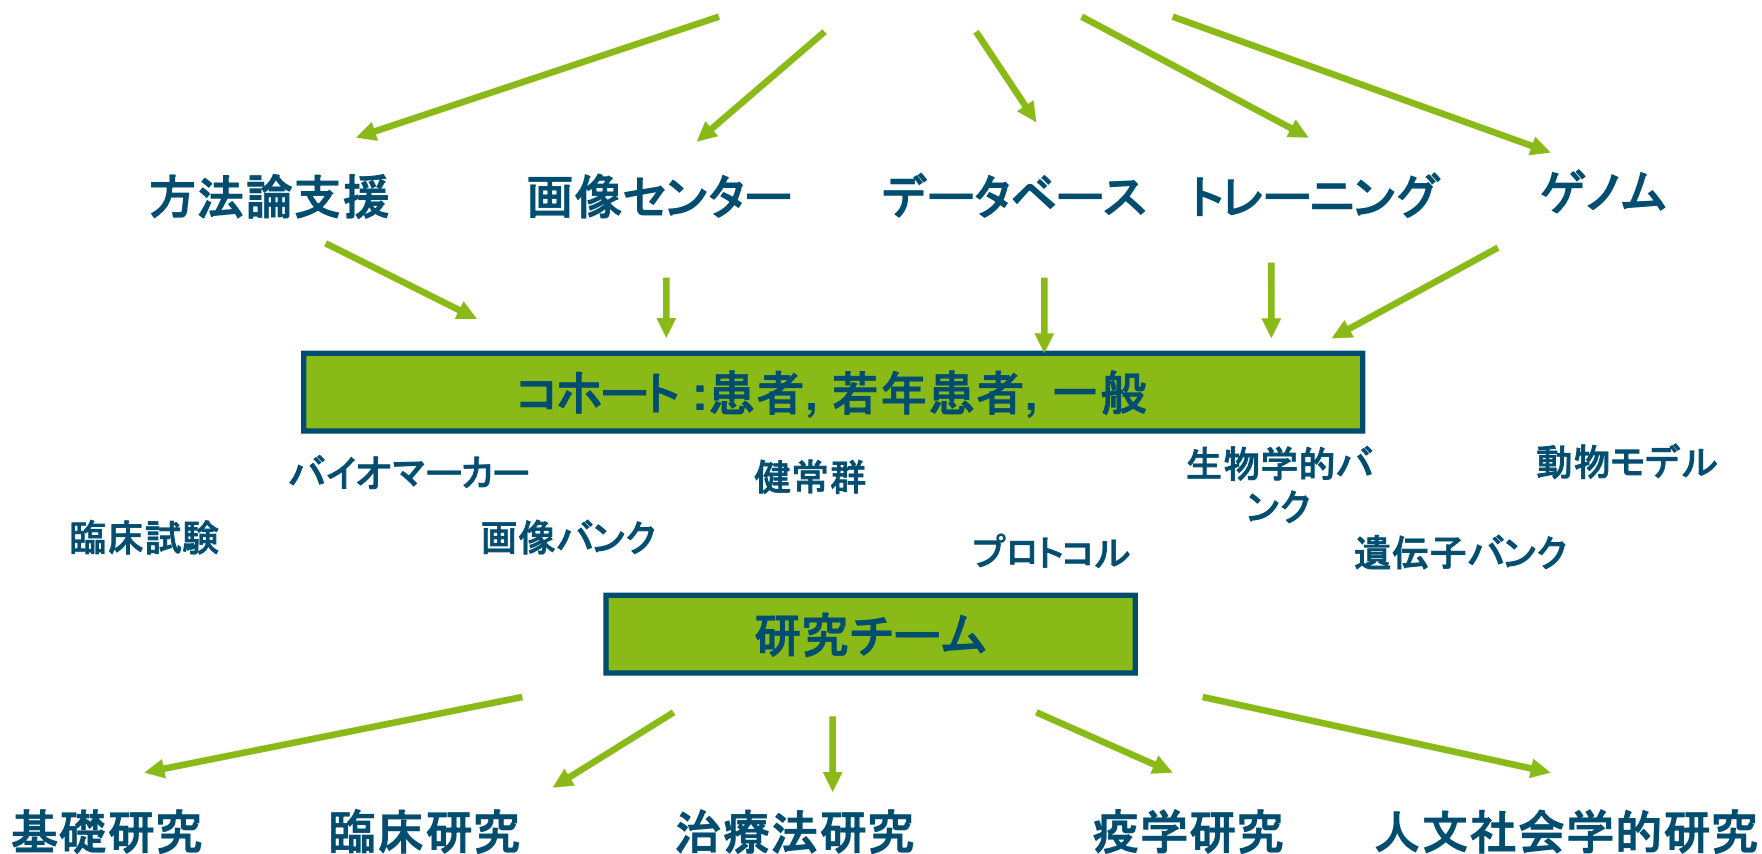 方法論支援
画像センター
データベース
トレーニング
ゲノム
コホート :患者, 若年患者, 一般
バイオマーカー
健常群
生物学的バ
ンク
動物モデル
臨床試験
画像バンク
プロトコル
遺伝子バンク
研究チーム
基礎研究
臨床研究
治療法研究
疫学研究
人文社会学的研究